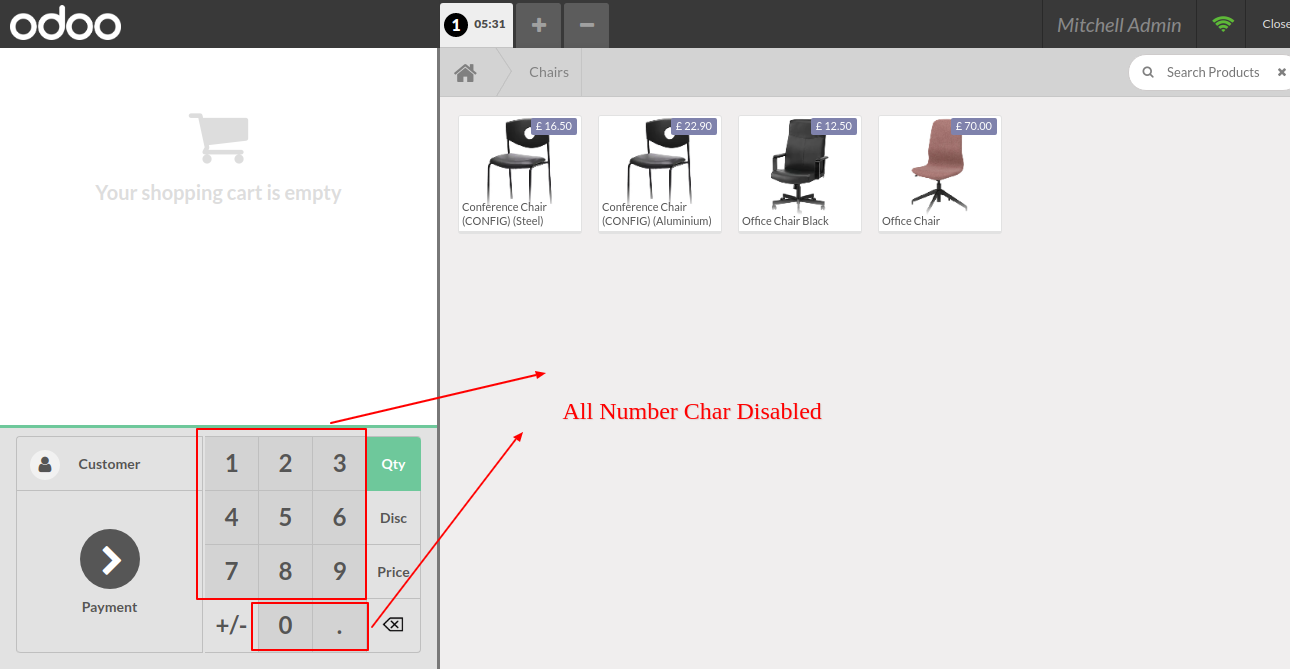 odoo
1 05:31 + −
Mitchell Admin
Close
Chairs
Search Products ×
Your shopping cart is empty
£ 16.50
Conference Chair
(CONFIG) (Steel)
£ 22.90
Conference Chair
(CONFIG) (Aluminium)
£ 12.50
Office Chair Black
£ 70.00
Office Chair
All Number Char Disabled
Customer
Payment
1 2 3 Qty
4 5 6 Disc
7 8 9 Price
+/- 0 .